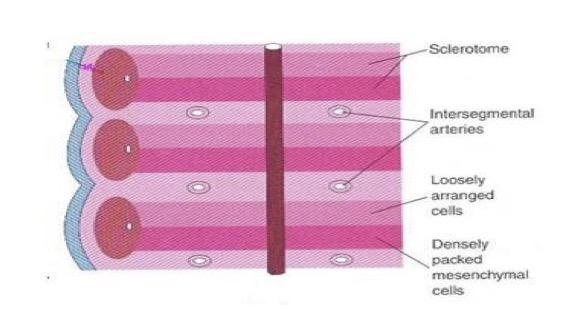 Sclerotome
Intersegmental
arteries
Loosely
arranged
cells
Densely
packed
mesenchymal
cells